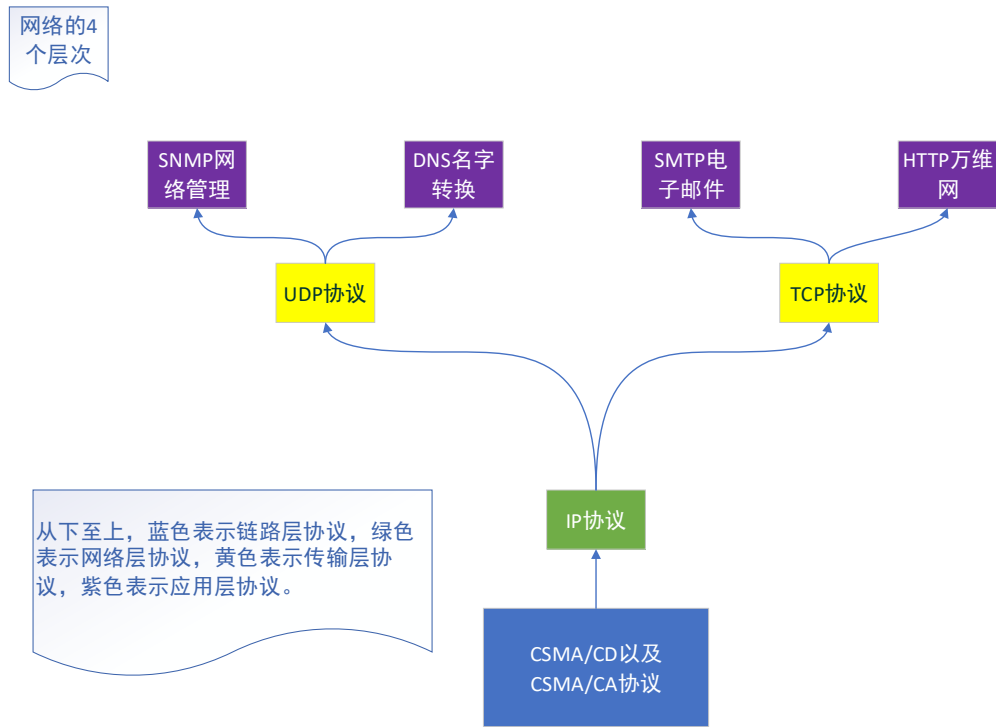 网络的4
个层次
SNMP网
络管理
DNS名字
转换
SMTP电
子邮件
HTTP万维
网
UDP协议
TCP协议
IP协议
从下至上，蓝色表示链路层协议，绿色
表示网络层协议，黄色表示传输层协
议，紫色表示应用层协议。
CSMA/CD以及
CSMA/CA协议